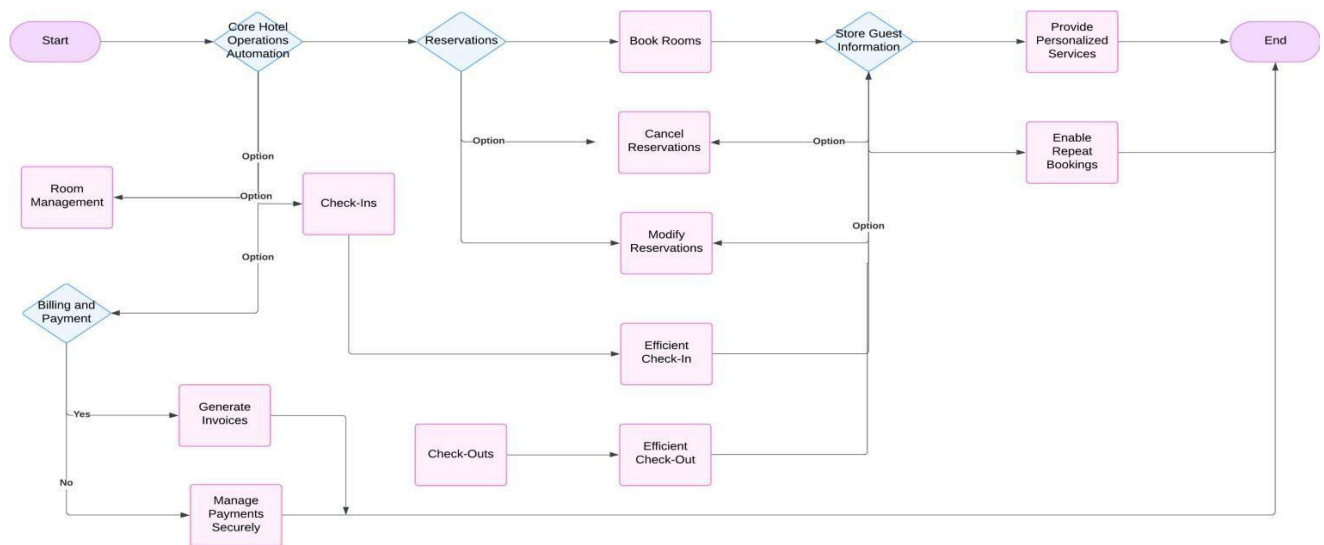 Start
Core Hotel
Operations
Automation
Reservations
Book Rooms
Store Guest
Information
Provide
Personalized
Services
End
Option
Cancel
Reservations
Option
Enable
Repeat
Bookings
Option
Room
Management
Option
Check-Ins
Modify
Reservations
Option
Option
Billing and
Payment
Efficient
Check-In
Yes
Generate
Invoices
Check-Outs
Efficient
Check-Out
No
Manage
Payments
Securely